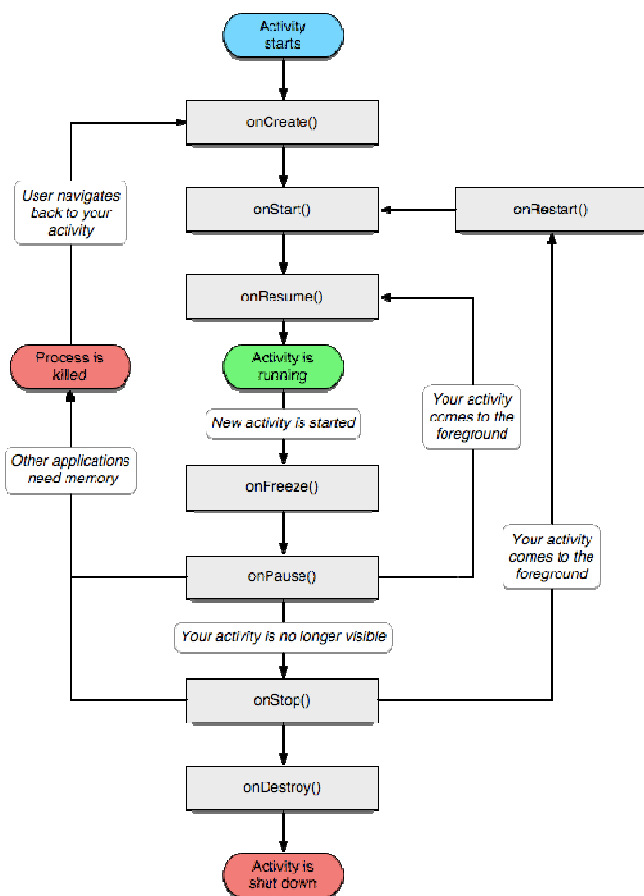 Activity
starts
onCreate()
User navigates
back to your
activity
onStart()
onRestart()
onResume()
Process is
killed
Activity is
running
Your activity
comes to the
foreground
New activity is started
Other applications
need memory
onFreeze()
Your activity
comes to the
foreground
onPause()
Your activity is no longer visible
onStop()
onDestroy()
Activity is
shut down